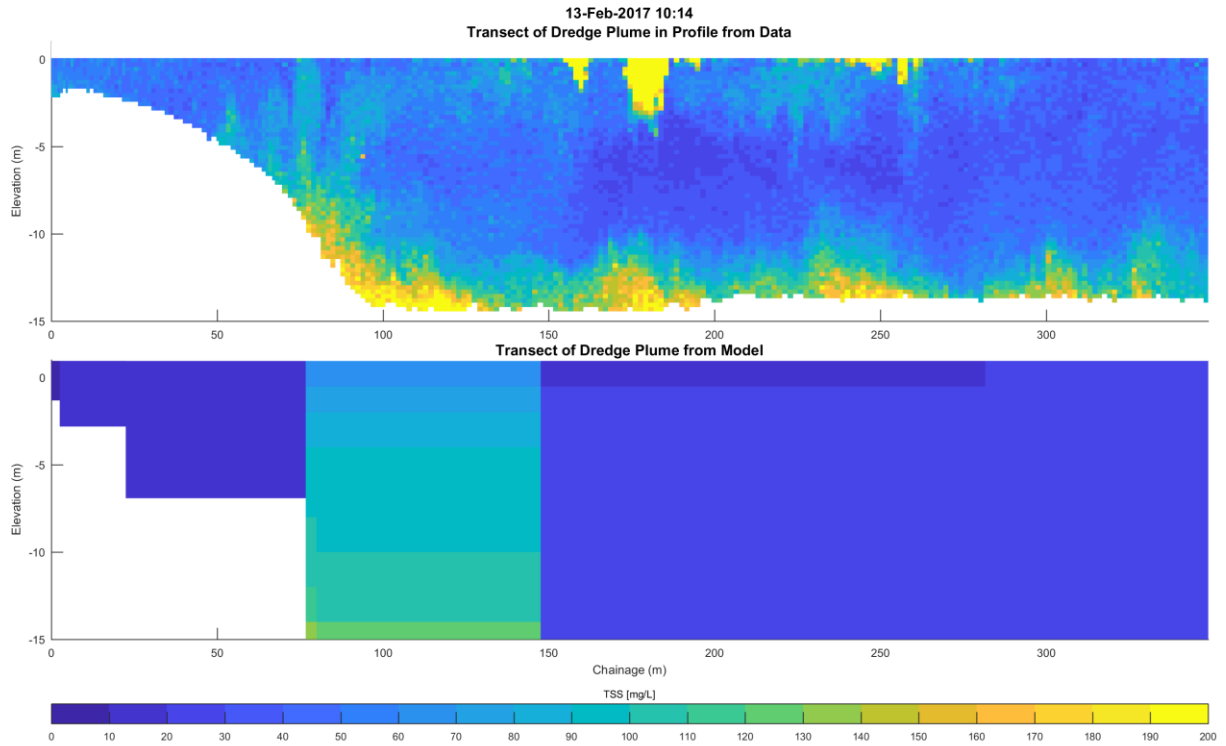 13-Feb-2017 10:14
Transect of Dredge Plume in Profile from Data
Elevation (m)
0
-5
-10
-15
0 50 100 150 200 250 300
Transect of Dredge Plume from Model
Elevation (m)
0
-5
-10
-15
0 50 100 150 200 250 300
Chainage (m)
TSS [mg/L]
0 10 20 30 40 50 60 70 80 90 100 110 120 130 140 150 160 170 180 190 200